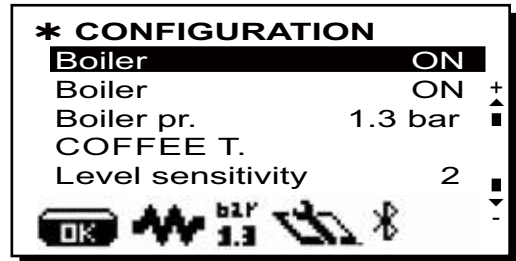 * CONFIGURATION
Boiler ON
Boiler ON +
Boiler pr. 1.3 bar
COFFEE T.
Level sensitivity 2
-
OK bar 1.3